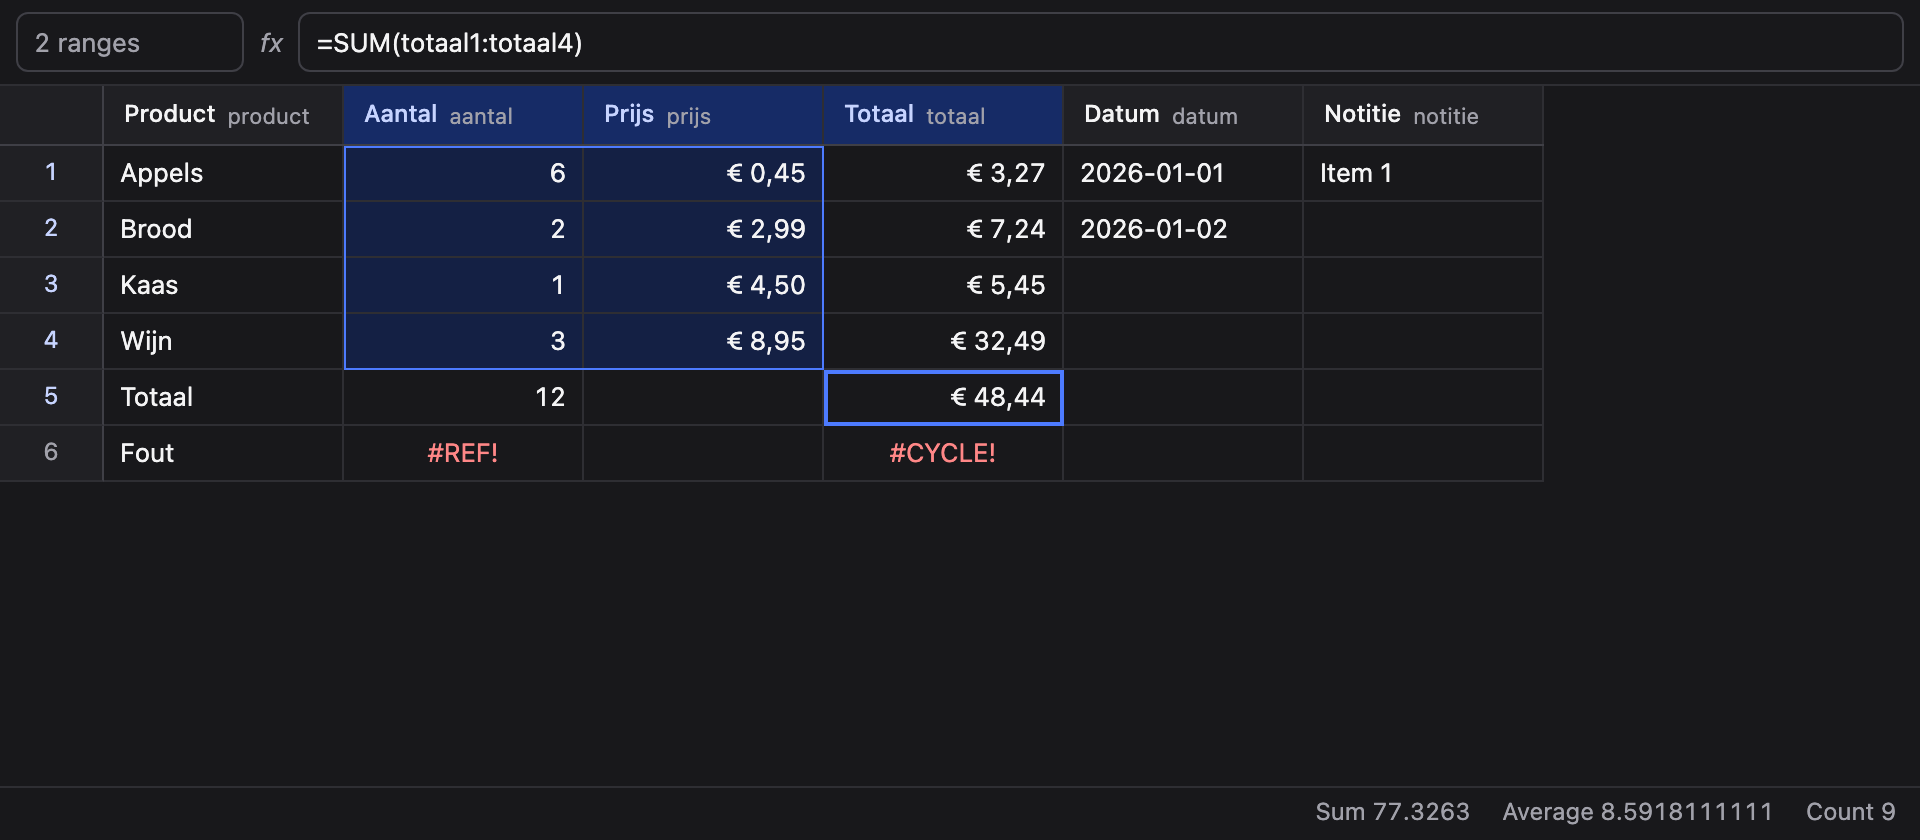 2 ranges fx =SUM(totaal1:totaal4)
Product product Aantal aantal Prijs prijs Totaal totaal Datum datum Notitie notitie
1 Appels 6 € 0,45 € 3,27 2026-01-01 Item 1
2 Brood 2 € 2,99 € 7,24 2026-01-02
3 Kaas 1 € 4,50 € 5,45
4 Wijn 3 € 8,95 € 32,49
5 Totaal 12 € 48,44
6 Fout #REF! #CYCLE!
Sum 77.3263 Average 8.5918111111 Count 9